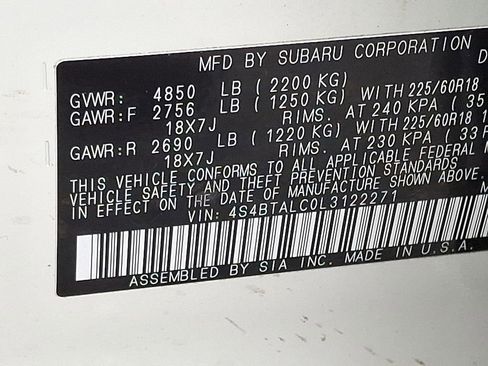 MFD BY SUBARU CORPORATION D
GVWR: 4850 LB ( 2200 KG)
GAWR:F 2756 LB ( 1250 KG) WITH 225/60R18
18X7J RIMS. AT 240 KPA ( 35
GAWR:R 2690 LB ( 1220 KG) WITH 225/60R18 1
18X7J RIMS. AT 230 KPA ( 33 P
THIS VEHICLE CONFORMS TO ALL APPLICABLE FEDERAL M
VEHICLE SAFETY AND THEFT PREVENTION STANDARDS
IN EFFECT ON THE DATE OF MANUFACTURE SHOWN ABOVE.
VIN: 4S4BTALC0L3122271 M
ASSEMBLED BY SIA INC. MADE IN U.S.A.